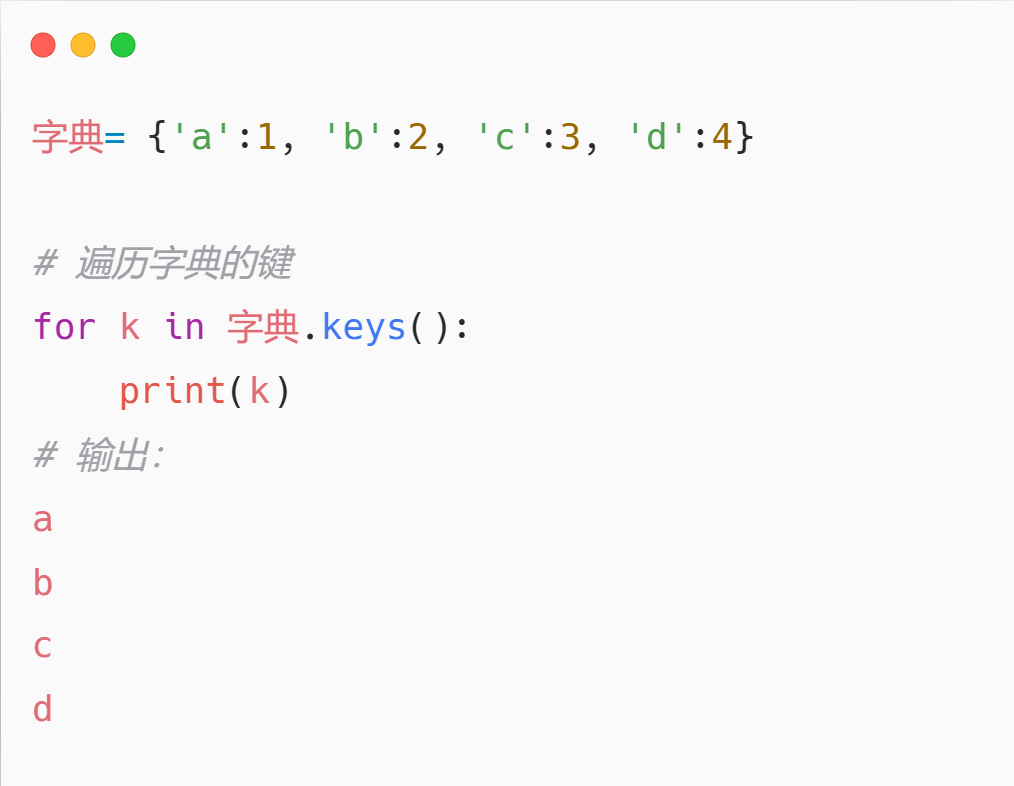 字典= {'a':1, 'b':2, 'c':3, 'd':4}
# 遍历字典的键
for k in 字典.keys():
    print(k)
# 输出：
a
b
c
d